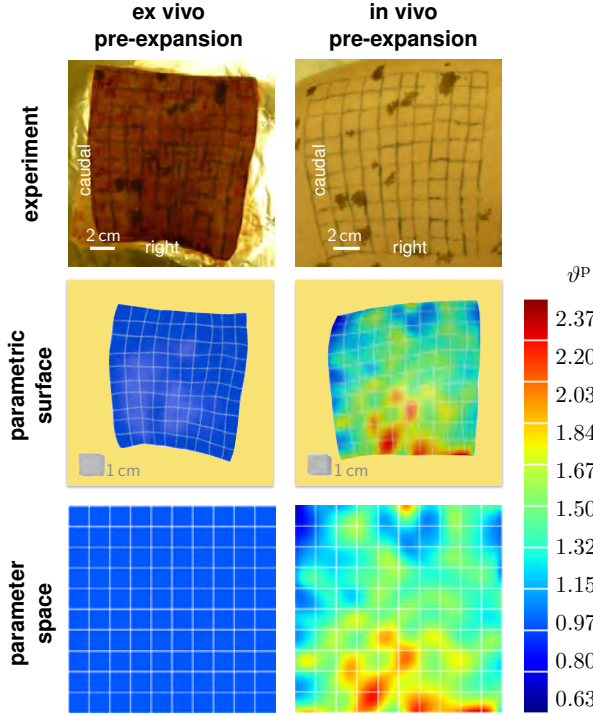 ex vivo
pre-expansion
in vivo
pre-expansion
experiment
caudal
2 cm
right
caudal
2 cm
right
parametric
surface
1 cm
1 cm
parameter
space
ϑᵖ
2.37
2.20
2.03
1.84
1.67
1.50
1.32
1.15
0.97
0.80
0.63